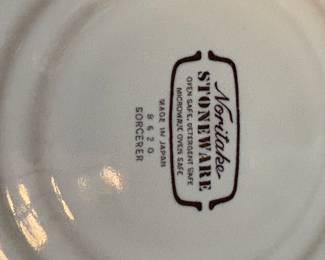 Noritake
STONEWARE
OVEN SAFE, DETERGENT SAFE
MICROWAVE OVEN SAFE
MADE IN JAPAN
8620
SORCERER